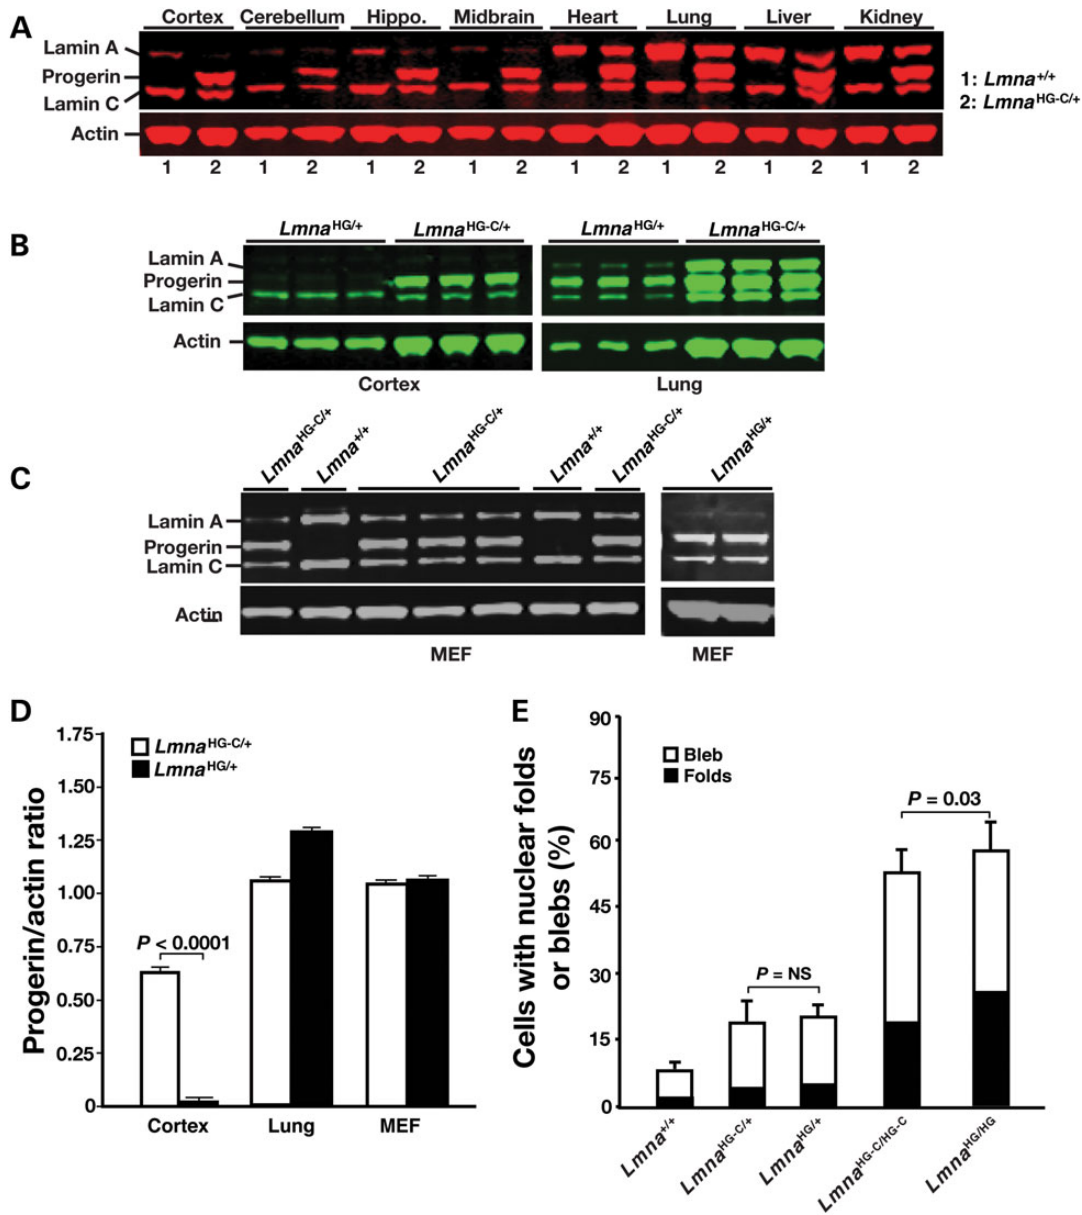 A
Cortex Cerebellum Hippo. Midbrain Heart Lung Liver Kidney
Lamin A
Progerin
Lamin C
Actin
1 2 1 2 1 2 1 2 1 2 1 2 1 2 1 2
1: Lmna+/+
2: LmnaHG-C/+
B
LmnaHG/+ LmnaHG-C/+ LmnaHG/+ LmnaHG-C/+
Lamin A
Progerin
Lamin C
Actin
Cortex Lung
C
LmnaHG-C/+ Lmna+/+ LmnaHG-C/+ Lmna+/+ LmnaHG-C/+ LmnaHG/+
Lamin A
Progerin
Lamin C
Actin
MEF MEF
D
Progerin/actin ratio
1.75
1.50
1.25
1.00
0.75
0.50
0.25
0
LmnaHG-C/+
LmnaHG/+
P < 0.0001
Cortex Lung MEF
E
Cells with nuclear folds
or blebs (%)
90
75
60
45
30
15
0
Bleb
Folds
P = 0.03
P = NS
Lmna+/+
LmnaHG-C/+
LmnaHG/+
LmnaHG-C/HG-C
LmnaHG/HG